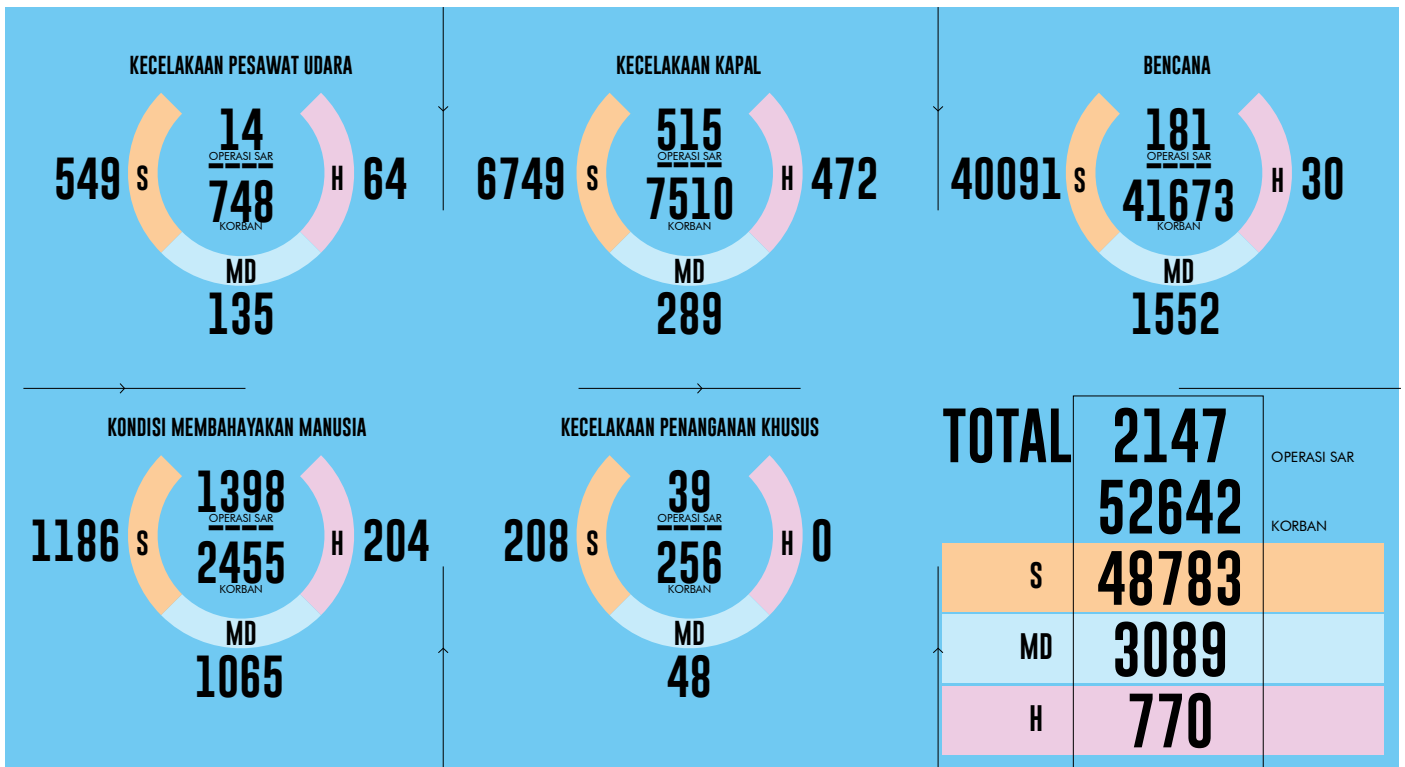 KECELAKAAN PESAWAT UDARA
14
OPERASI SAR
549 S
H 64
748
KORBAN
MD
135
KECELAKAAN KAPAL
515
OPERASI SAR
6749 S
H 472
7510
KORBAN
MD
289
BENCANA
181
OPERASI SAR
40091 S
H 30
41673
KORBAN
MD
1552
KONDISI MEMBAHAYAKAN MANUSIA
1398
OPERASI SAR
1186 S
H 204
2455
KORBAN
MD
1065
KECELAKAAN PENANGANAN KHUSUS
39
OPERASI SAR
208 S
H 0
256
KORBAN
MD
48
TOTAL 2147 OPERASI SAR
52642 KORBAN
S 48783
MD 3089
H 770